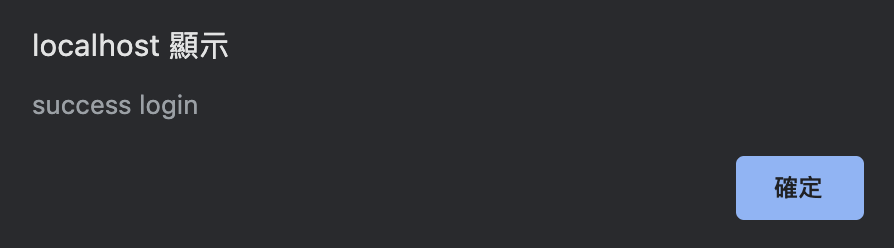 localhost 顯示
success login
確定